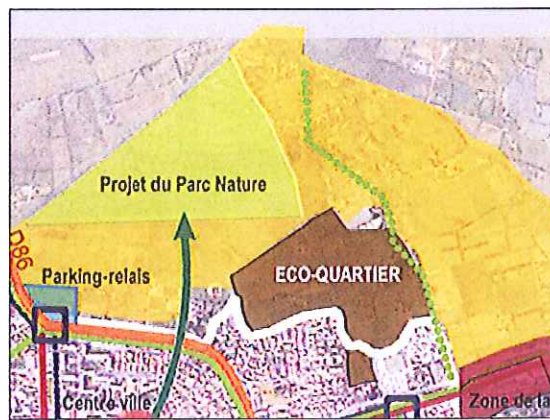 Projet du Parc Nature
D86
Parking-relais
ECO-QUARTIER
Centre ville
Zone de la